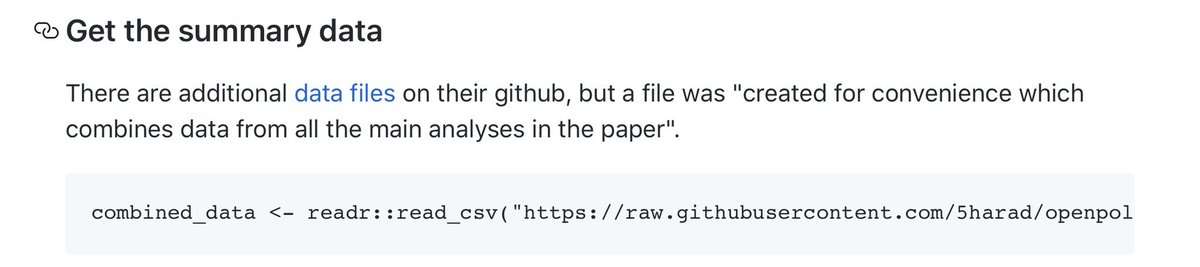 Get the summary data
There are additional data files on their github, but a file was "created for convenience which
combines data from all the main analyses in the paper".
combined_data <- readr::read_csv("https://raw.githubusercontent.com/5harad/openpol